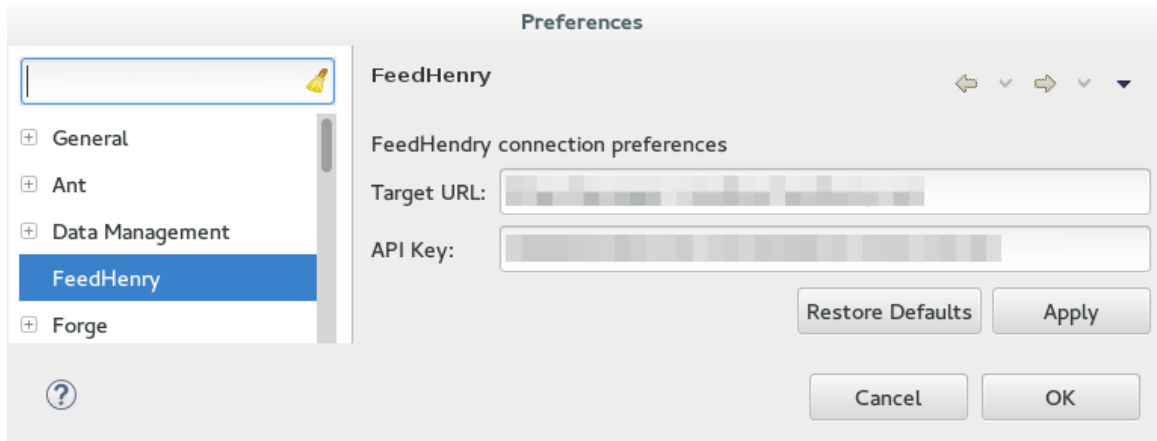 Preferences
General
Ant
Data Management
FeedHenry
Forge
FeedHenry
FeedHendry connection preferences
Target URL:
API Key:
Restore Defaults
Apply
?
Cancel
OK